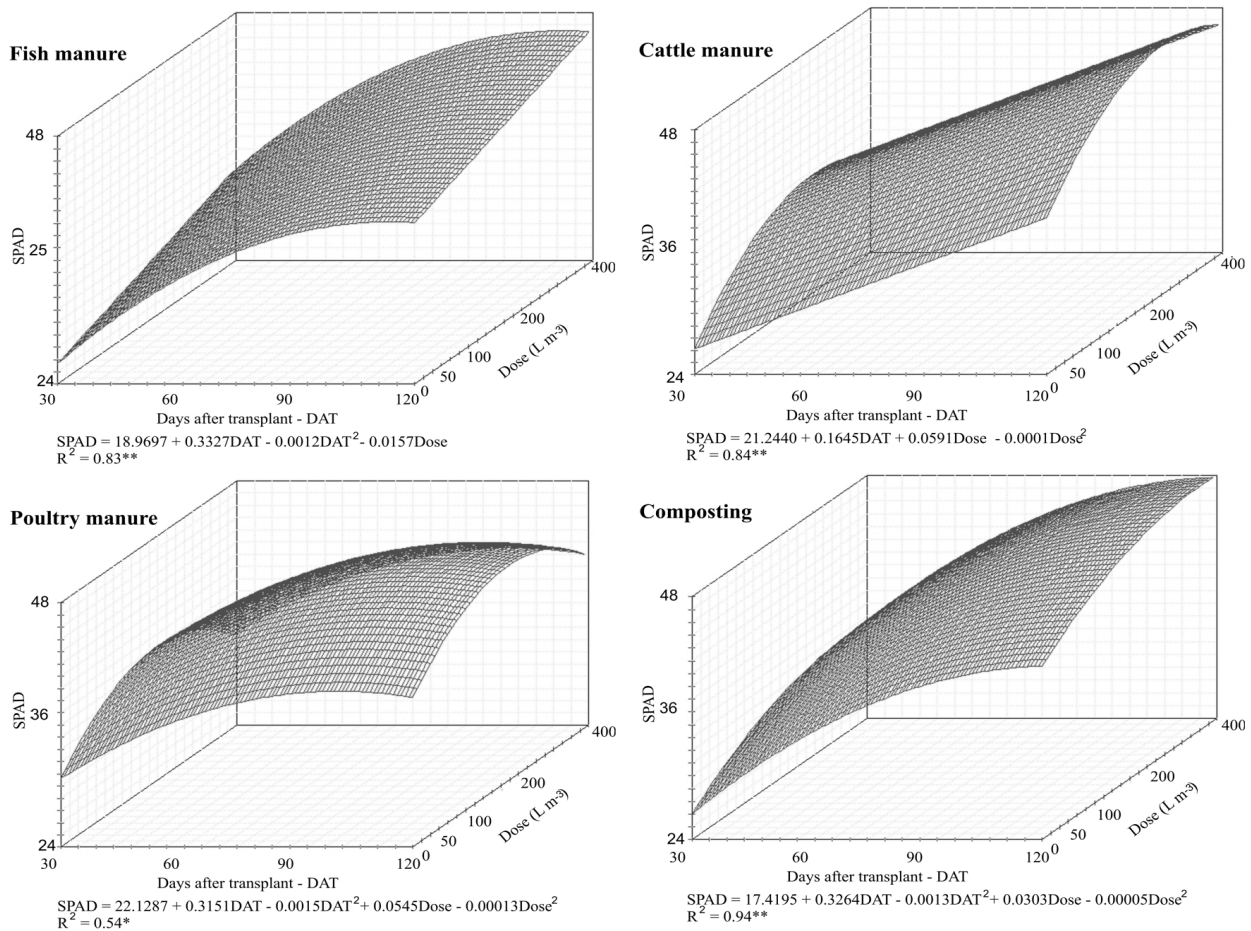 Fish manure
48
25
24
SPAD
30
60
90
120
0
50
100
200
400
Dose (L m⁻³)
Days after transplant - DAT
SPAD = 18.9697 + 0.3327DAT - 0.0012DAT² - 0.0157Dose
R² = 0.83**
Cattle manure
48
36
24
SPAD
30
60
90
120
0
50
100
200
400
Dose (L m⁻³)
Days after transplant - DAT
SPAD = 21.2440 + 0.1645DAT + 0.0591Dose - 0.0001Dose²
R² = 0.84**
Poultry manure
48
36
24
SPAD
30
60
90
120
0
50
100
200
400
Dose (L m⁻³)
Days after transplant - DAT
SPAD = 22.1287 + 0.3151DAT - 0.0015DAT² + 0.0545Dose - 0.00013Dose²
R² = 0.54*
Composting
48
36
24
SPAD
30
60
90
120
0
50
100
200
400
Dose (L m⁻³)
Days after transplant - DAT
SPAD = 17.4195 + 0.3264DAT - 0.0013DAT² + 0.0303Dose - 0.00005Dose²
R² = 0.94**